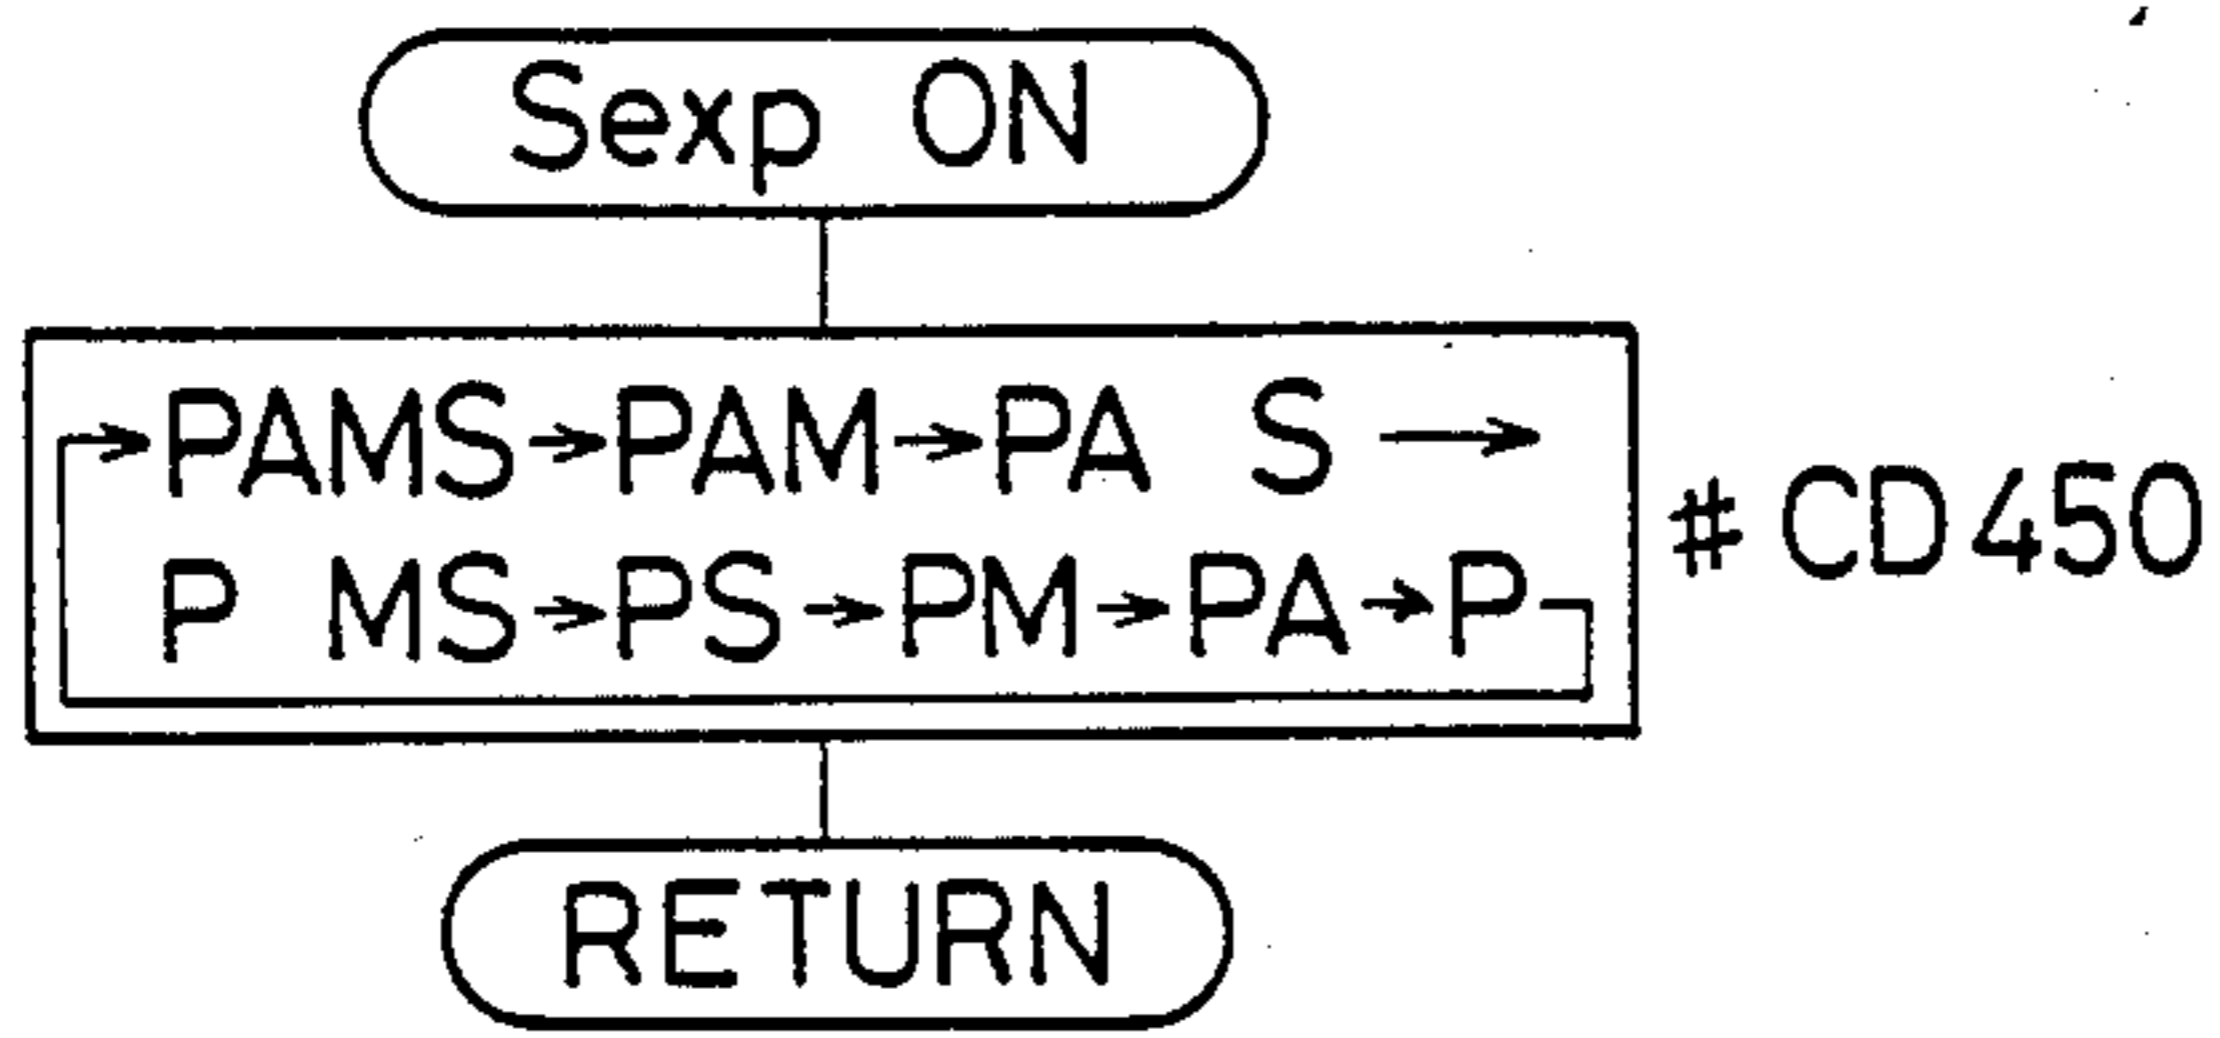 Sexp ON
→PAMS→PAM→PA S→
P MS→PS→PM→PA→P
#CD450
RETURN